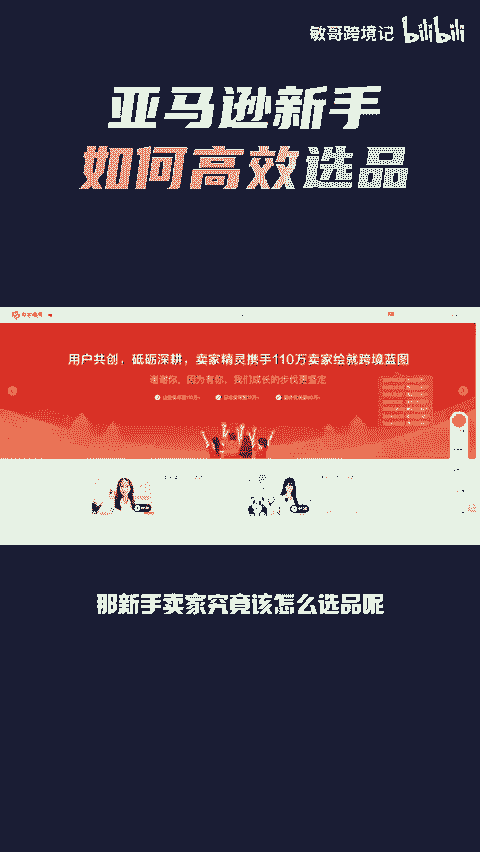 敏哥跨境记 bilibili
亚马逊新手
如何高效选品
用户共创，砥砺深耕，卖家精灵携手110万卖家绘就跨境蓝图
谢谢你，因为有你，我们成长的步伐更坚定
那新手卖家究竟该怎么选品呢